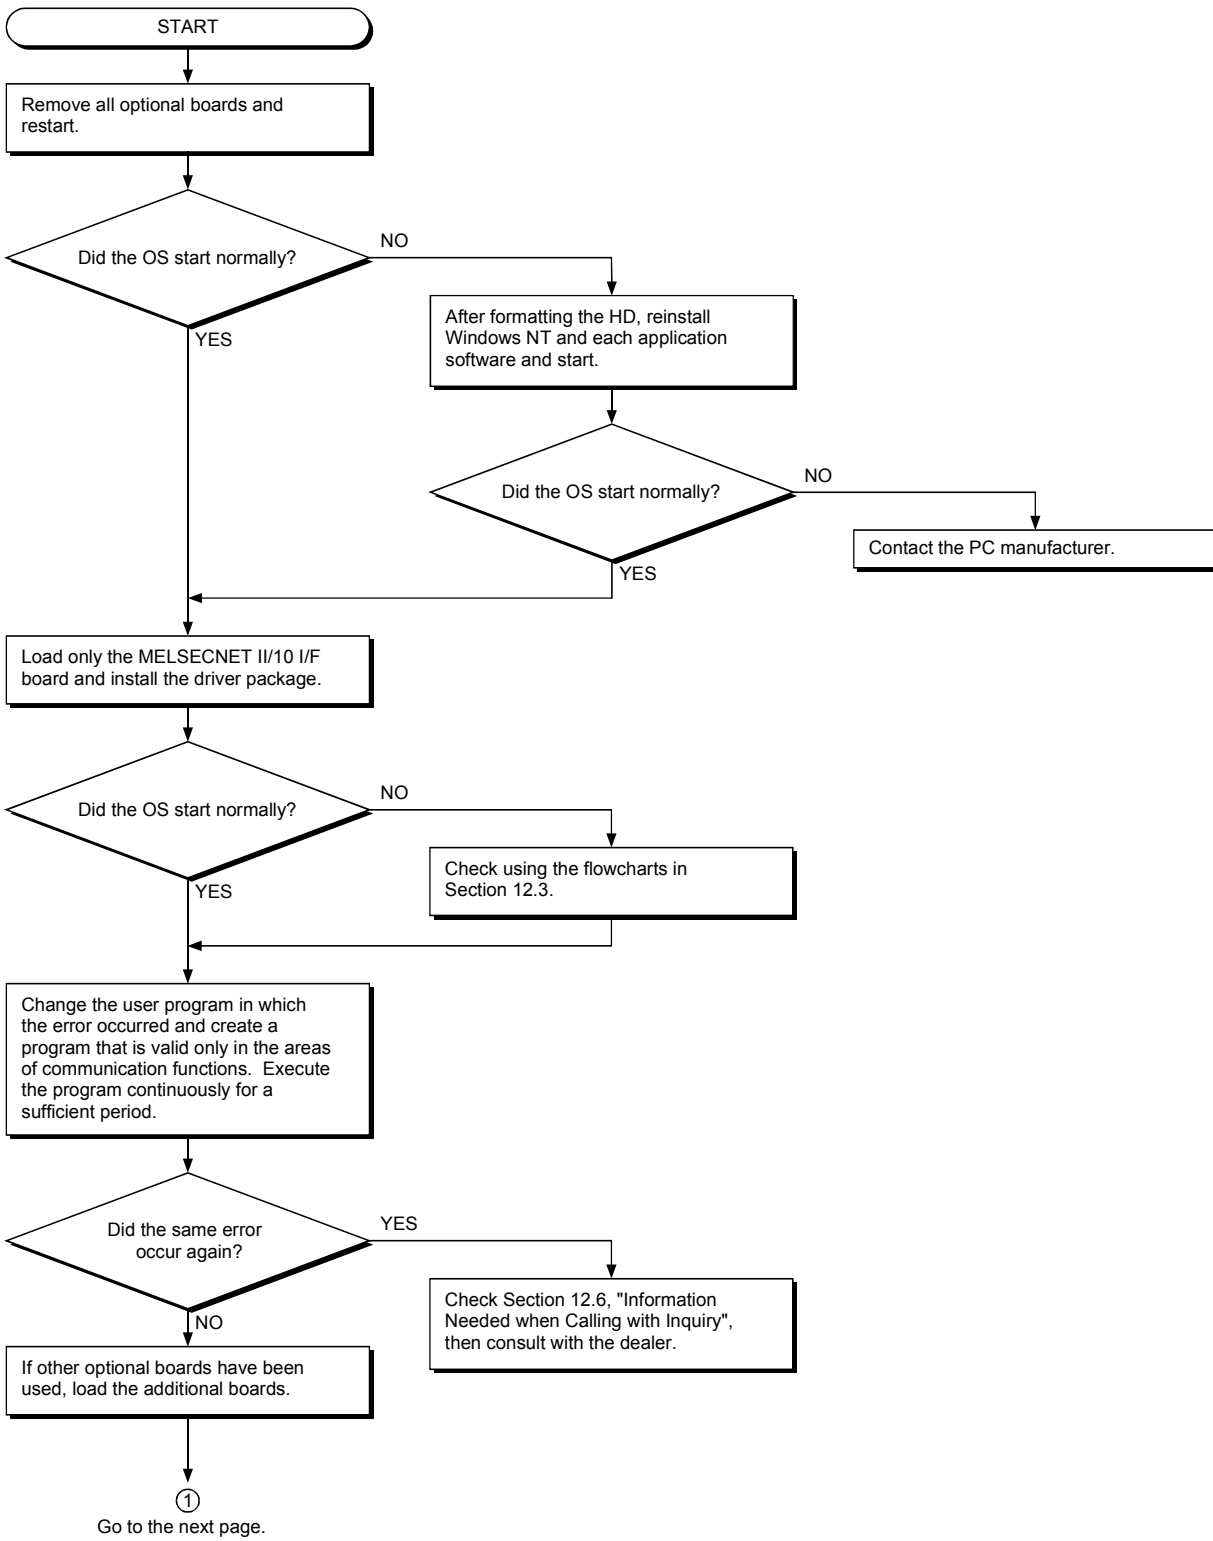 START
Remove all optional boards and
restart.
Did the OS start normally?
NO
YES
After formatting the HD, reinstall
Windows NT and each application
software and start.
Did the OS start normally?
NO
YES
Contact the PC manufacturer.
Load only the MELSECNET II/10 I/F
board and install the driver package.
Did the OS start normally?
NO
YES
Check using the flowcharts in
Section 12.3.
Change the user program in which
the error occurred and create a
program that is valid only in the areas
of communication functions. Execute
the program continuously for a
sufficient period.
Did the same error
occur again?
YES
NO
Check Section 12.6, "Information
Needed when Calling with Inquiry",
then consult with the dealer.
If other optional boards have been
used, load the additional boards.
1
Go to the next page.